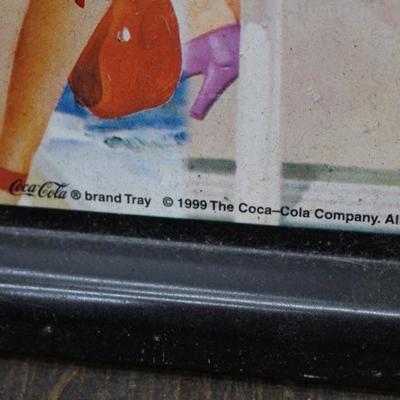 Coca-Cola ® brand Tray © 1999 The Coca–Cola Company. Al